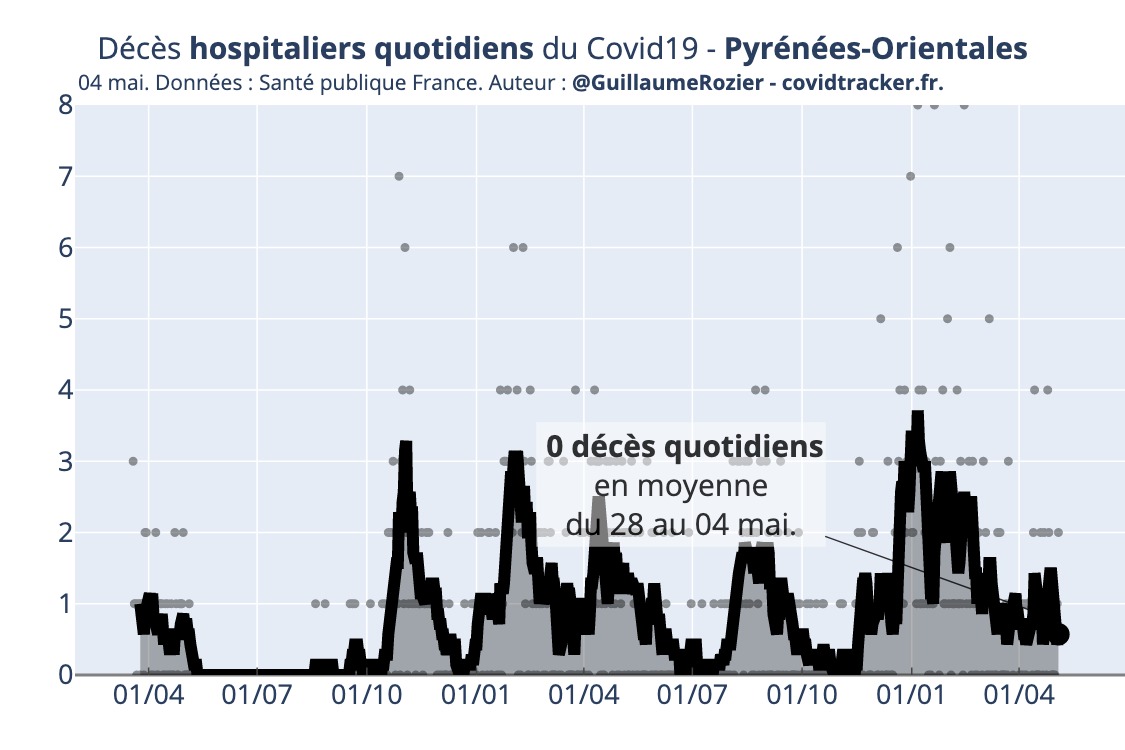 Décès hospitaliers quotidiens du Covid19 - Pyrénées-Orientales
04 mai. Données : Santé publique France. Auteur : @GuillaumeRozier - covidtracker.fr.
8
7
6
5
4
3
2
1
0
0 décès quotidiens
en moyenne
du 28 au 04 mai.
01/04 01/07 01/10 01/01 01/04 01/07 01/10 01/01 01/04